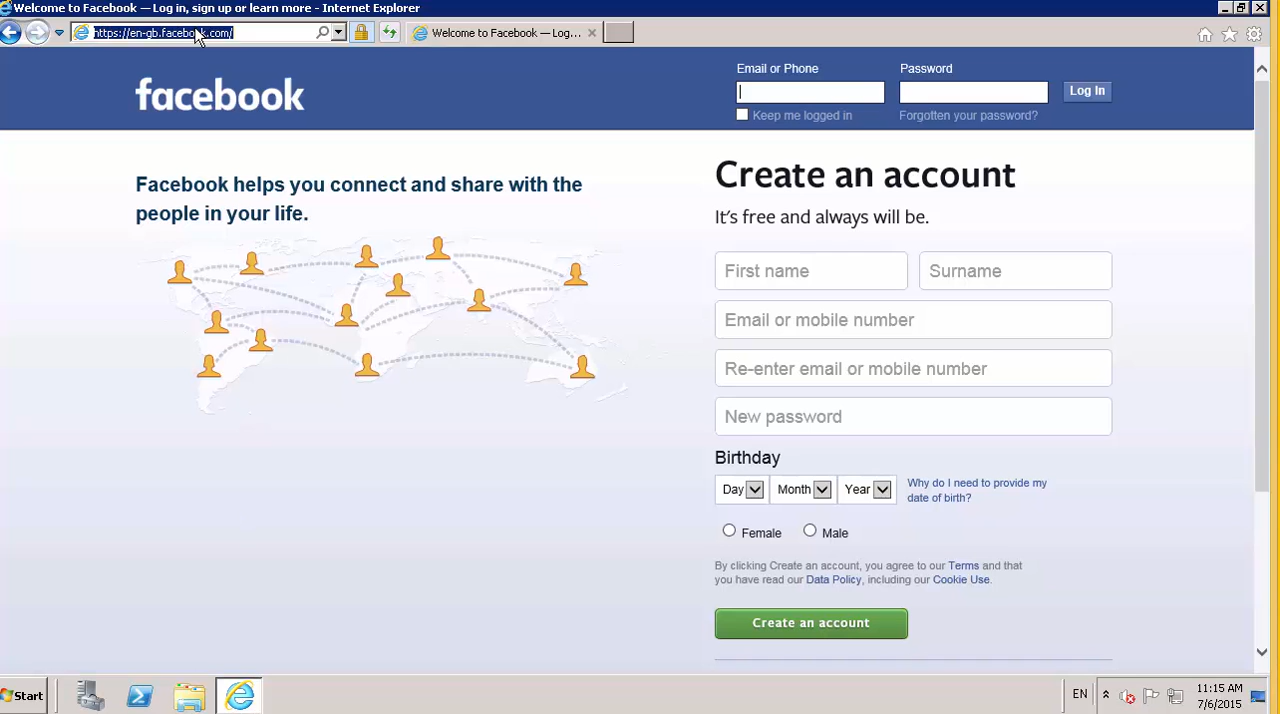 Welcome to Facebook — Log in, sign up or learn more - Internet Explorer
https://en-gb.facebook.com/
Welcome to Facebook — Log...
facebook
Email or Phone
Password
Log In
Keep me logged in
Forgotten your password?
Facebook helps you connect and share with the
people in your life.
Create an account
It's free and always will be.
First name
Surname
Email or mobile number
Re-enter email or mobile number
New password
Birthday
Day
Month
Year
Why do I need to provide my
date of birth?
Female
Male
By clicking Create an account, you agree to our Terms and that
you have read our Data Policy, including our Cookie Use.
Create an account
Start
EN
11:15 AM
7/6/2015